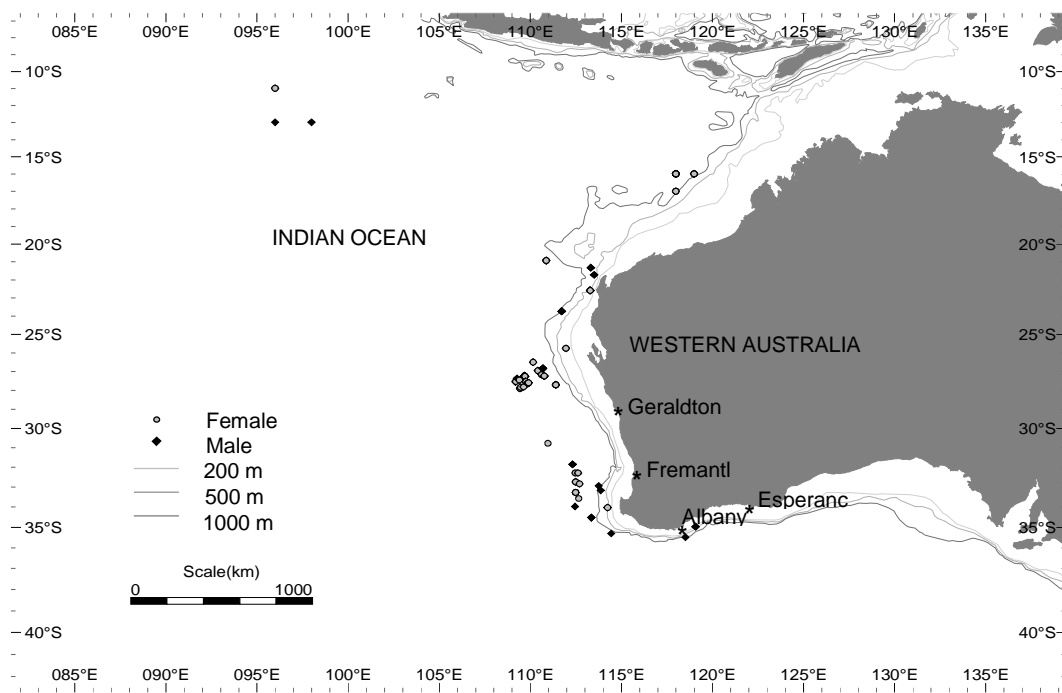 085°E 090°E 095°E 100°E 105°E 110°E 115°E 120°E 125°E 130°E 135°E
10°S 10°S
15°S 15°S
INDIAN OCEAN
20°S 20°S
25°S 25°S
WESTERN AUSTRALIA
Geraldton
Female
30°S 30°S
Male
200 m
Fremantl
500 m
Esperanc
1000 m
Albany
35°S 35°S
Scale(km)
0 1000
40°S 40°S
085°E 090°E 095°E 100°E 105°E 110°E 115°E 120°E 125°E 130°E 135°E